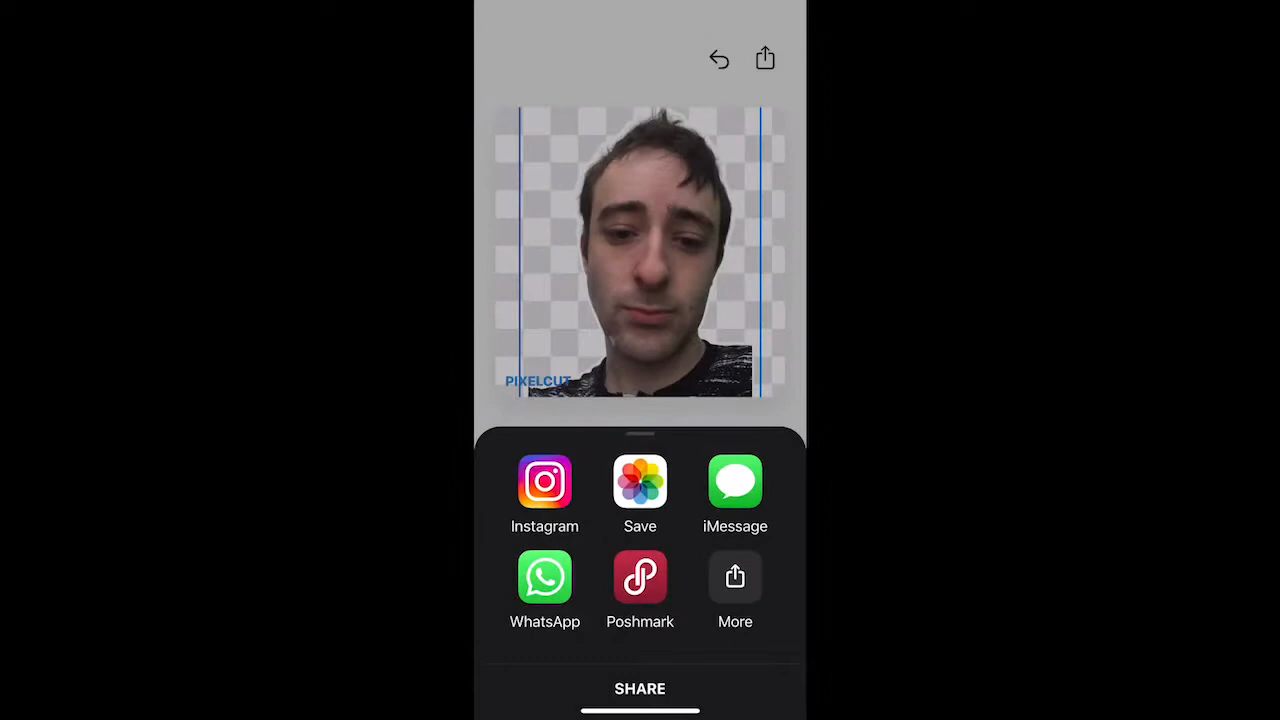 PIXELCUT
Instagram
Save
iMessage
WhatsApp
Poshmark
More
SHARE